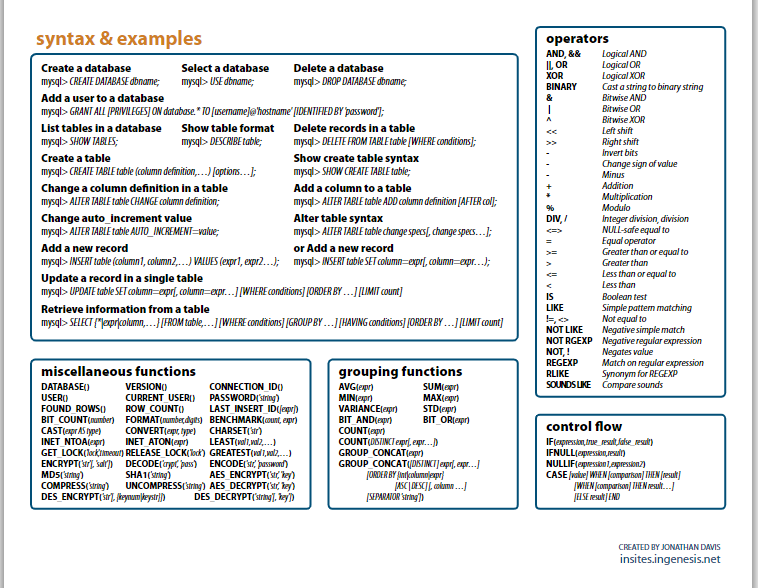 syntax & examples
Create a database Select a database Delete a database
mysql> CREATE DATABASE dbname; mysql> USE dbname; mysql> DROP DATABASE dbname;
Add a user to a database
mysql> GRANT ALL [PRIVILEGES] ON database.* TO [username]@'hostname' [IDENTIFIED BY 'password'];
List tables in a database Show table format Delete records in a table
mysql> SHOW TABLES; mysql> DESCRIBE table; mysql> DELETE FROM TABLE table [WHERE conditions];
Create a table Show create table syntax
mysql> CREATE TABLE table (column definition,…) [options…]; mysql> SHOW CREATE TABLE table;
Change a column definition in a table Add a column to a table
mysql> ALTER TABLE table CHANGE column definition; mysql> ALTER TABLE table ADD column definition [AFTER col];
Change auto_increment value Alter table syntax
mysql> ALTER TABLE table AUTO_INCREMENT=value; mysql> ALTER TABLE table change specs[, change specs…];
Add a new record or Add a new record
mysql> INSERT table (column1, column2,…) VALUES (expr1, expr2…); mysql> INSERT table SET column=expr[, column=expr…);
Update a record in a single table
mysql> UPDATE table SET column=expr[, column=expr…] [WHERE conditions] [ORDER BY …] [LIMIT count]
Retrieve information from a table
mysql> SELECT {*|expr|column,…} [FROM table,…] [WHERE conditions] [GROUP BY …] [HAVING conditions] [ORDER BY …] [LIMIT count]
operators
AND, && Logical AND
||, OR Logical OR
XOR Logical XOR
BINARY Cast a string to binary string
& Bitwise AND
| Bitwise OR
^ Bitwise XOR
<< Left shift
>> Right shift
- Invert bits
- Change sign of value
- Minus
+ Addition
* Multiplication
% Modulo
DIV, / Integer division, division
<=> NULL-safe equal to
= Equal operator
>= Greater than or equal to
> Greater than
<= Less than or equal to
< Less than
IS Boolean test
LIKE Simple pattern matching
!=, <> Not equal to
NOT LIKE Negative simple match
NOT RGEXP Negative regular expression
NOT, ! Negates value
REGEXP Match on regular expression
RLIKE Synonym for REGEXP
SOUNDS LIKE Compare sounds
miscellaneous functions
DATABASE() VERSION() CONNECTION_ID()
USER() CURRENT_USER() PASSWORD('string')
FOUND_ROWS() ROW_COUNT() LAST_INSERT_ID([expr])
BIT_COUNT(number) FORMAT(number,digits) BENCHMARK(count, expr)
CAST(expr AS type) CONVERT(expr, type) CHARSET('str')
INET_NTOA(expr) INET_ATON(expr) LEAST(val1,val2,…)
GET_LOCK('lock',timeout) RELEASE_LOCK('lock') GREATEST(val1,val2,…)
ENCRYPT('str'[, 'salt']) DECODE('crypt', 'pass') ENCODE('str', 'password')
MD5('string') SHA1('string') AES_ENCRYPT('str', 'key')
COMPRESS('string') UNCOMPRESS('string') AES_DECRYPT('str', 'key')
DES_ENCRYPT('str'[, [keynum|keystr]]) DES_DECRYPT('string'[, 'key'])
grouping functions
AVG(expr) SUM(expr)
MIN(expr) MAX(expr)
VARIANCE(expr) STD(expr)
BIT_AND(expr) BIT_OR(expr)
COUNT(expr)
COUNT(DISTINCT expr[, expr…])
GROUP_CONCAT(expr)
GROUP_CONCAT([DISTINCT] expr[, expr…]
[ORDER BY [int|column|expr]
[ASC | DESC] [, column …]
[SEPARATOR 'string'])
control flow
IF(expression,true_result,false_result)
IFNULL(expression,result)
NULLIF(expression1,expression2)
CASE [value] WHEN [comparison] THEN [result]
[WHEN [comparison] THEN result…]
[ELSE result] END
CREATED BY JONATHAN DAVIS
insites.ingenesis.net